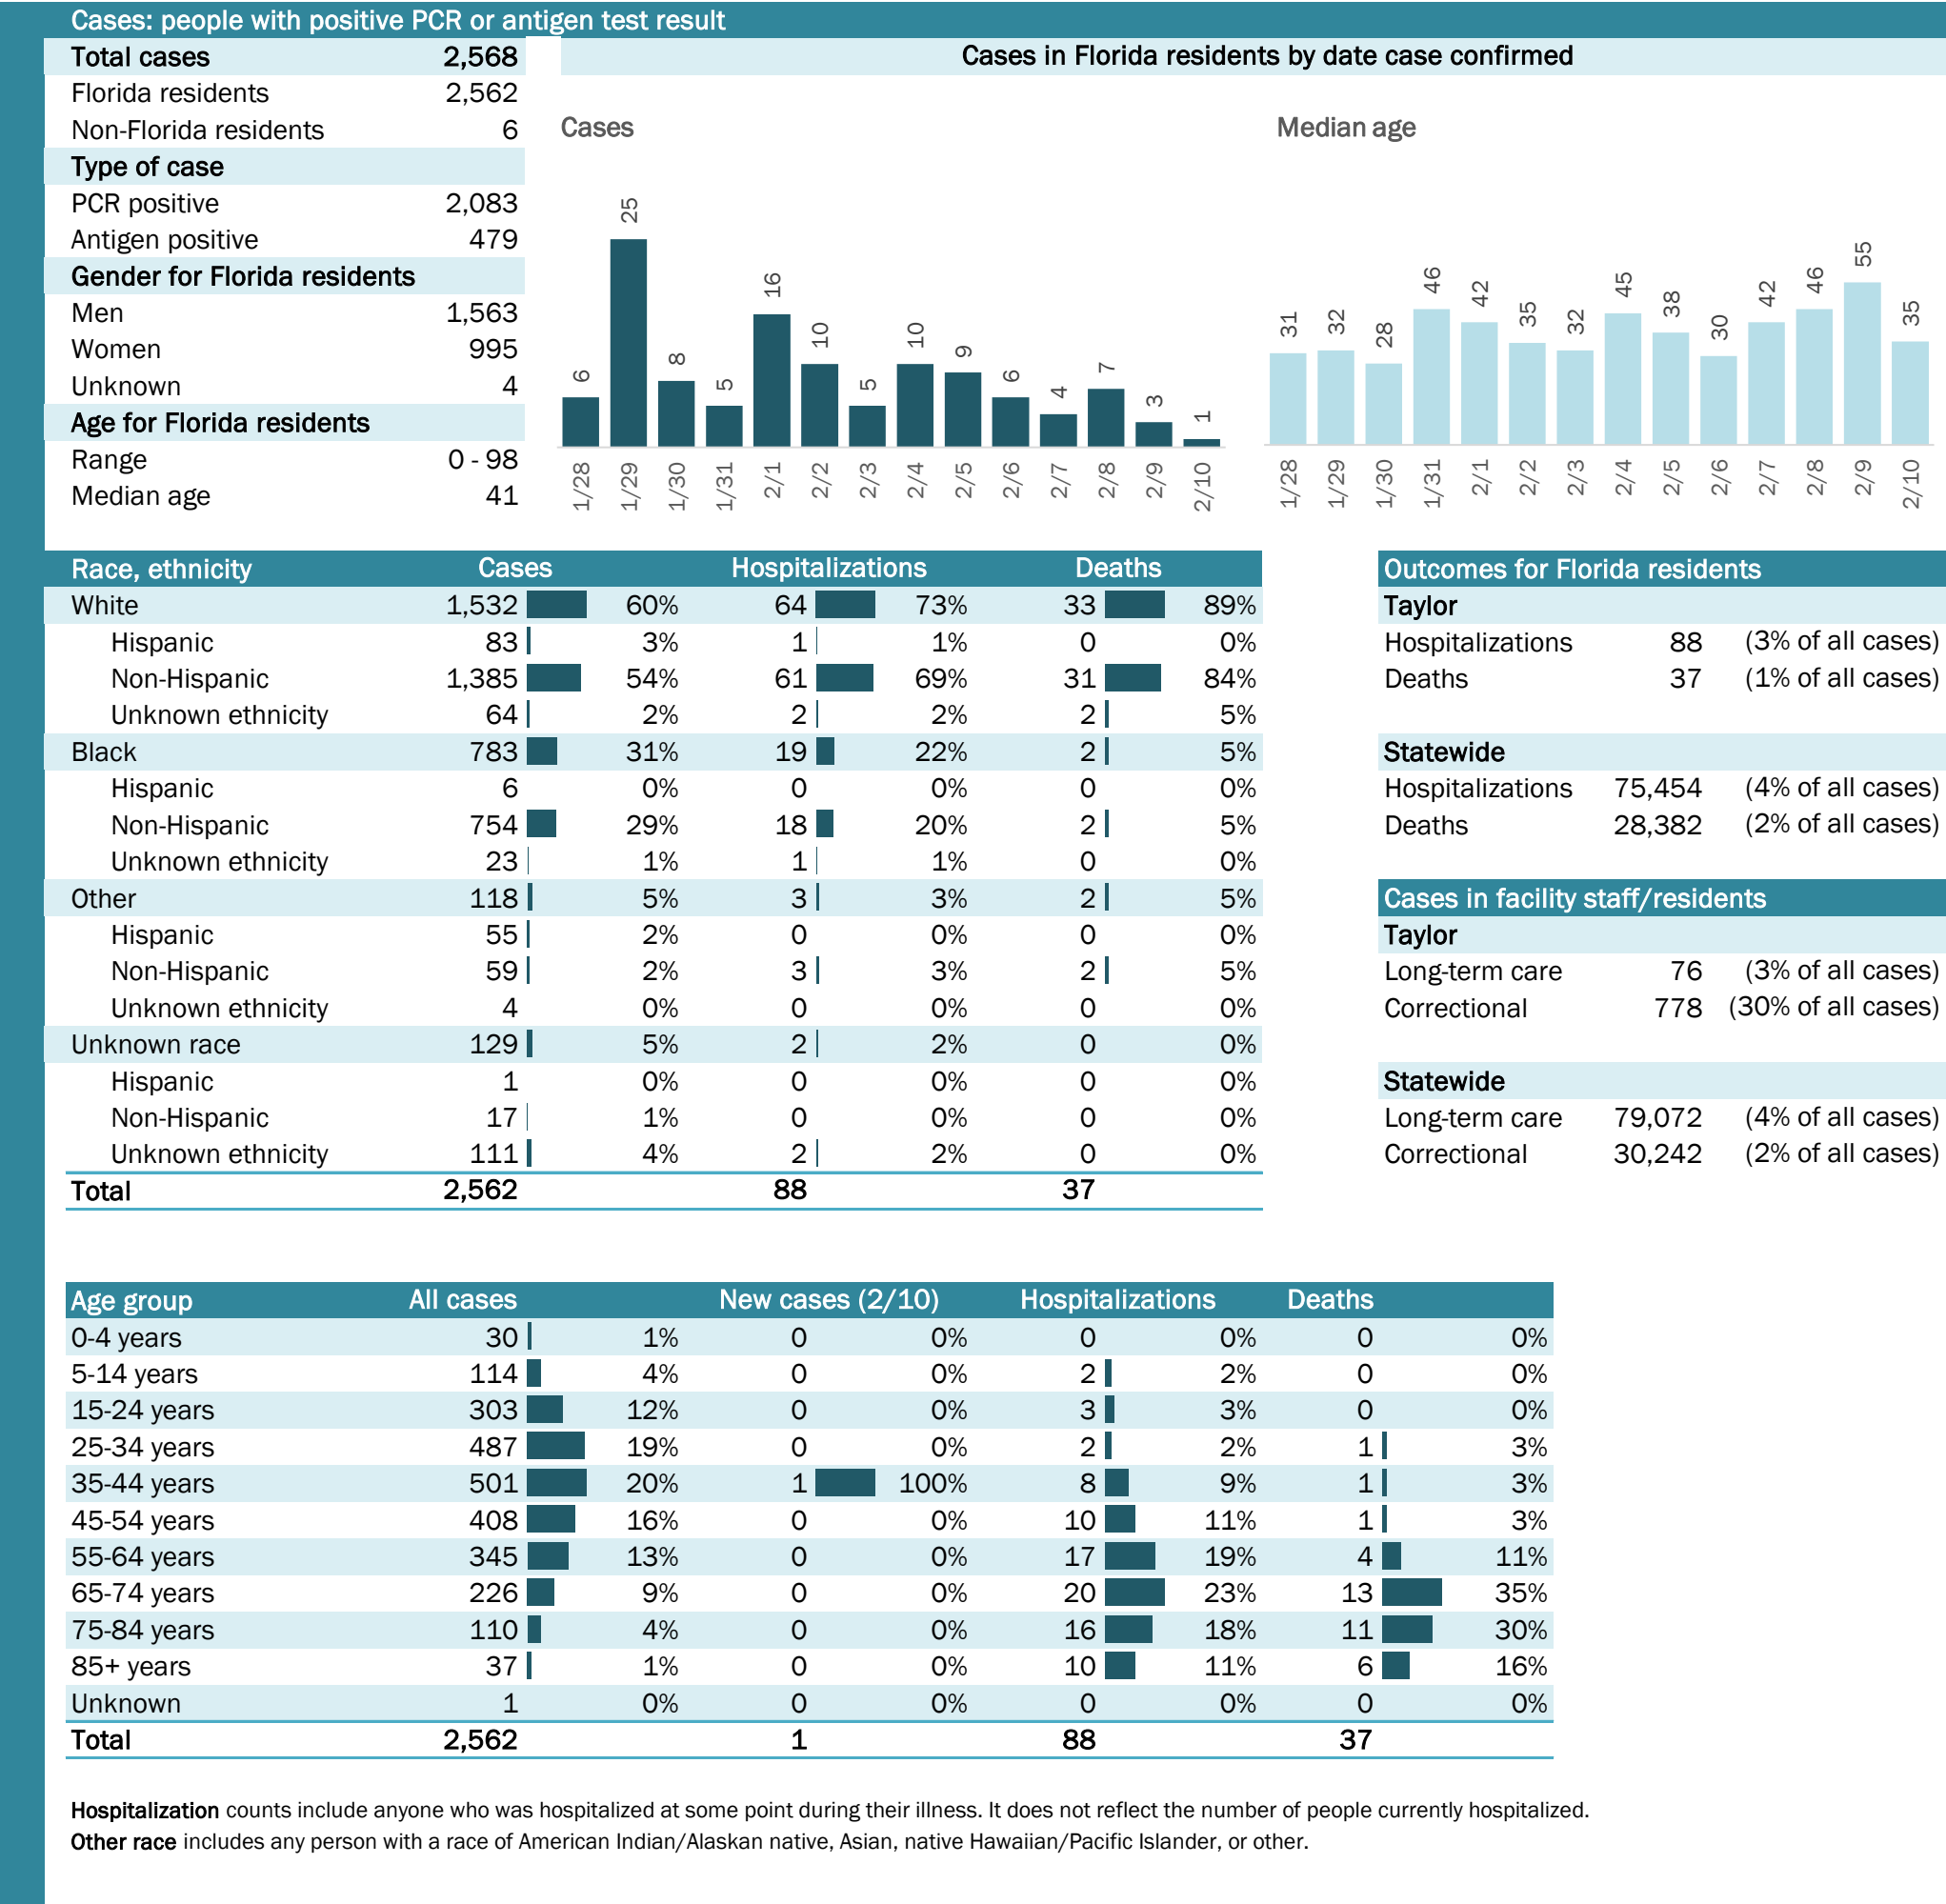 Cases: people with positive PCR or antigen test result
Total cases 2,568
Florida residents 2,562
Non-Florida residents 6
Type of case
PCR positive 2,083
Antigen positive 479
Gender for Florida residents
Men 1,563
Women 995
Unknown 4
Age for Florida residents
Range 0 - 98
Median age 41
Cases in Florida residents by date case confirmed
Cases
6 25 8 5 16 10 5 10 9 6 4 7 3 1
1/28 1/29 1/30 1/31 2/1 2/2 2/3 2/4 2/5 2/6 2/7 2/8 2/9 2/10
Median age
31 32 28 46 42 35 32 45 38 30 42 46 55 35
1/28 1/29 1/30 1/31 2/1 2/2 2/3 2/4 2/5 2/6 2/7 2/8 2/9 2/10
Race, ethnicity Cases Hospitalizations Deaths
White 1,532 60% 64 73% 33 89%
Hispanic 83 3% 1 1% 0 0%
Non-Hispanic 1,385 54% 61 69% 31 84%
Unknown ethnicity 64 2% 2 2% 2 5%
Black 783 31% 19 22% 2 5%
Hispanic 6 0% 0 0% 0 0%
Non-Hispanic 754 29% 18 20% 2 5%
Unknown ethnicity 23 1% 1 1% 0 0%
Other 118 5% 3 3% 2 5%
Hispanic 55 2% 0 0% 0 0%
Non-Hispanic 59 2% 3 3% 2 5%
Unknown ethnicity 4 0% 0 0% 0 0%
Unknown race 129 5% 2 2% 0 0%
Hispanic 1 0% 0 0% 0 0%
Non-Hispanic 17 1% 0 0% 0 0%
Unknown ethnicity 111 4% 2 2% 0 0%
Total 2,562 88 37
Outcomes for Florida residents
Taylor
Hospitalizations 88 (3% of all cases)
Deaths 37 (1% of all cases)
Statewide
Hospitalizations 75,454 (4% of all cases)
Deaths 28,382 (2% of all cases)
Cases in facility staff/residents
Taylor
Long-term care 76 (3% of all cases)
Correctional 778 (30% of all cases)
Statewide
Long-term care 79,072 (4% of all cases)
Correctional 30,242 (2% of all cases)
Age group All cases New cases (2/10) Hospitalizations Deaths
0-4 years 30 1% 0 0% 0 0% 0 0%
5-14 years 114 4% 0 0% 2 2% 0 0%
15-24 years 303 12% 0 0% 3 3% 0 0%
25-34 years 487 19% 0 0% 2 2% 1 3%
35-44 years 501 20% 1 100% 8 9% 1 3%
45-54 years 408 16% 0 0% 10 11% 1 3%
55-64 years 345 13% 0 0% 17 19% 4 11%
65-74 years 226 9% 0 0% 20 23% 13 35%
75-84 years 110 4% 0 0% 16 18% 11 30%
85+ years 37 1% 0 0% 10 11% 6 16%
Unknown 1 0% 0 0% 0 0% 0 0%
Total 2,562 1 88 37
Hospitalization counts include anyone who was hospitalized at some point during their illness. It does not reflect the number of people currently hospitalized.
Other race includes any person with a race of American Indian/Alaskan native, Asian, native Hawaiian/Pacific Islander, or other.